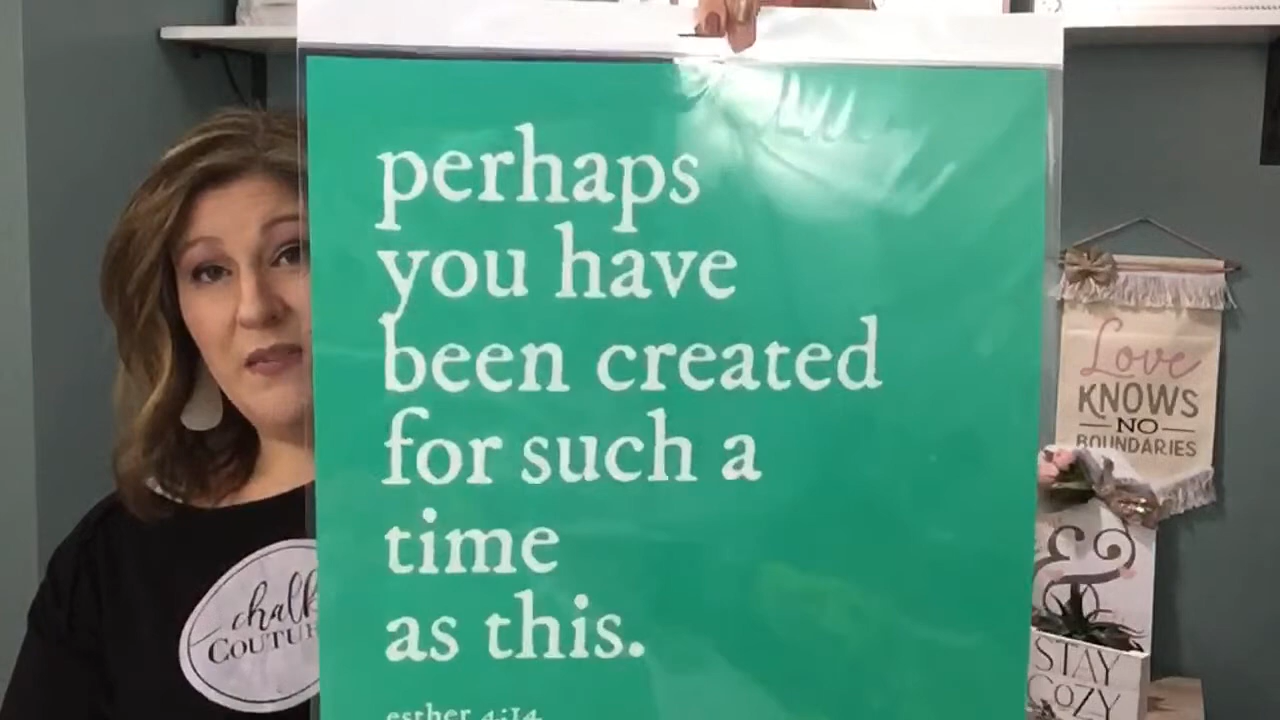 perhaps
you have
been created
for such a
time
as this.
esther 4:14
chalk
COUTUR
Love
KNOWS
NO
BOUNDARIES
&
STAY
COZY